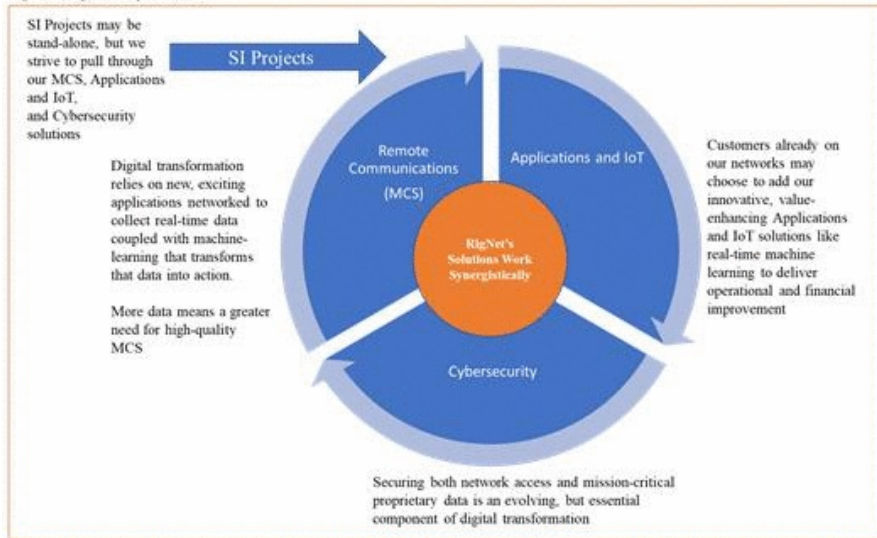 SI Projects may be
stand-alone, but we
strive to pull through
our MCS, Applications
and IoT,
and Cybersecurity
solutions
SI Projects
Digital transformation
relies on new, exciting
applications networked to
collect real-time data
coupled with machine-
learning that transforms
that data into action.
More data means a greater
need for high-quality
MCS
Remote
Communications
(MCS)
Applications and IoT
RigNet's
Solutions Work
Synergistically
Cybersecurity
Customers already on
our networks may
choose to add our
innovative, value-
enhancing Applications
and IoT solutions like
real-time machine
learning to deliver
operational and financial
improvement
Securing both network access and mission-critical
proprietary data is an evolving, but essential
component of digital transformation